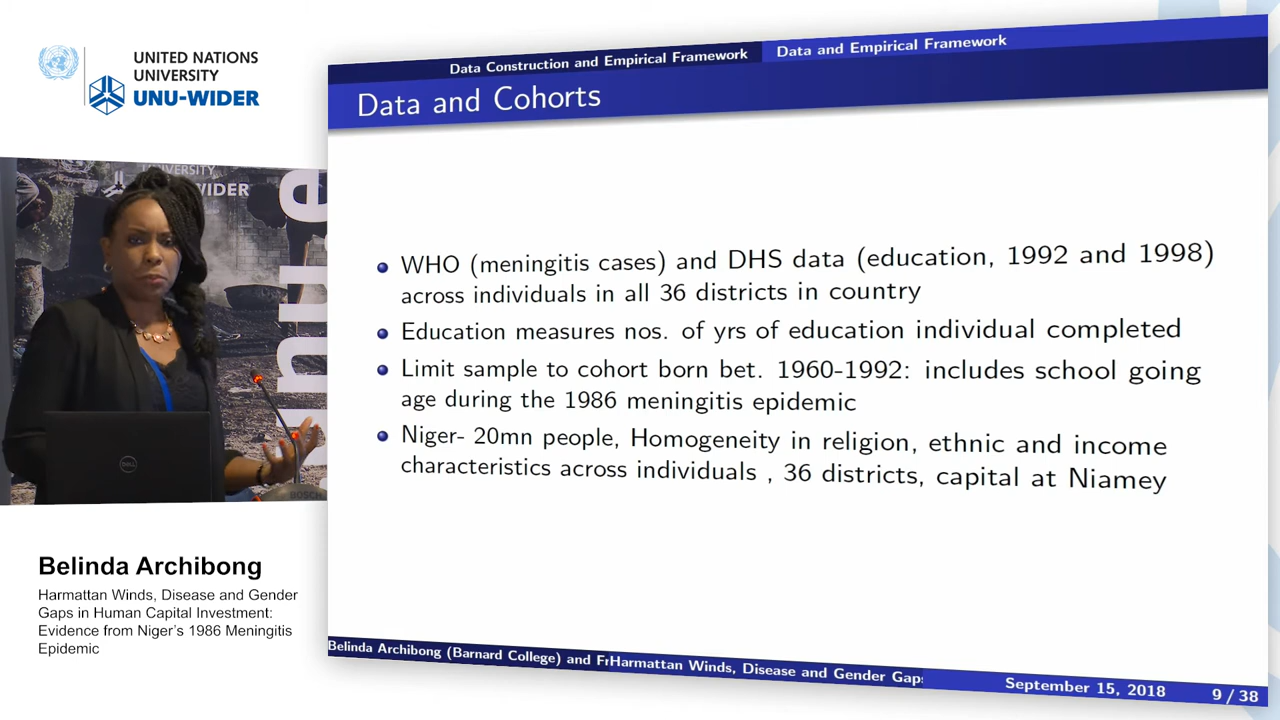 UNITED NATIONS
UNIVERSITY
UNU-WIDER
UNIVERSITY
WIDER
unu
DELL
BOSCH
Belinda Archibong
Harmattan Winds, Disease and Gender
Gaps in Human Capital Investment:
Evidence from Niger's 1986 Meningitis
Epidemic
Data Construction and Empirical Framework
Data and Empirical Framework
Data and Cohorts
WHO (meningitis cases) and DHS data (education, 1992 and 1998)
across individuals in all 36 districts in country
Education measures nos. of yrs of education individual completed
Limit sample to cohort born bet. 1960-1992: includes school going
age during the 1986 meningitis epidemic
Niger- 20mn people, Homogeneity in religion, ethnic and income
characteristics across individuals , 36 districts, capital at Niamey
Belinda Archibong (Barnard College) and Fr
Harmattan Winds, Disease and Gender Gap
September 15, 2018
9 / 38